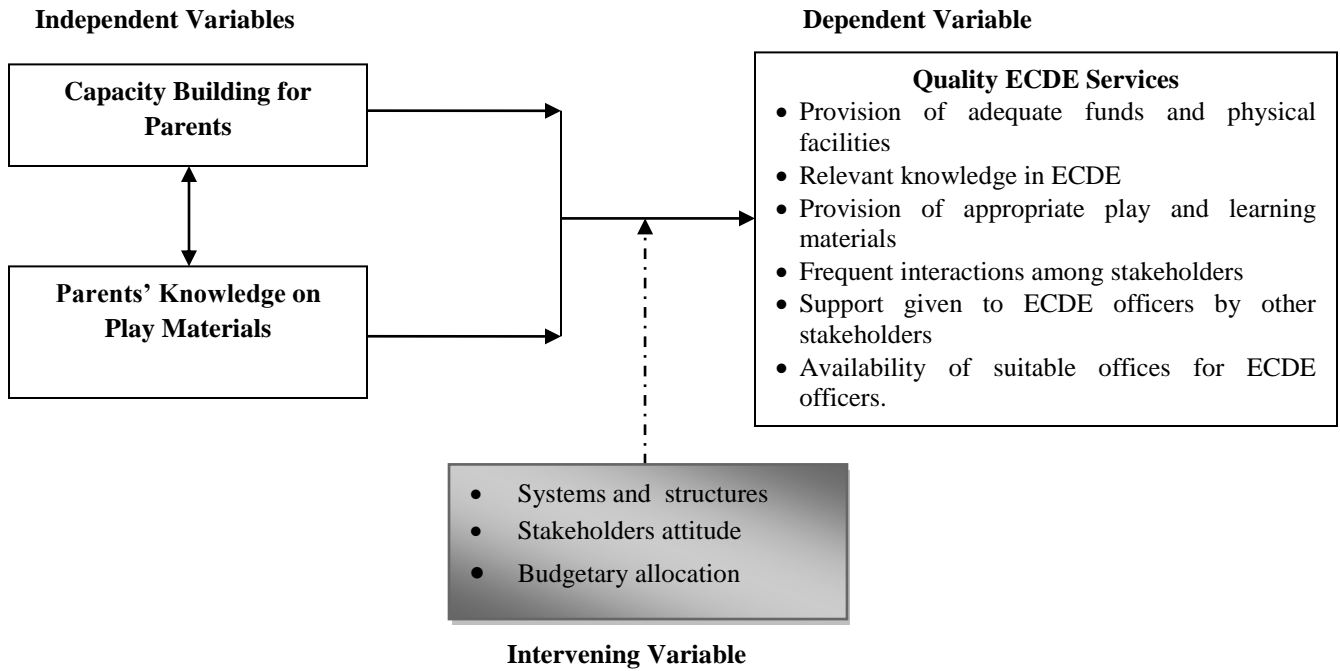 Independent Variables
Dependent Variable
Capacity Building for
Parents
Parents’ Knowledge on
Play Materials
Quality ECDE Services
• Provision of adequate funds and physical
facilities
• Relevant knowledge in ECDE
• Provision of appropriate play and learning
materials
• Frequent interactions among stakeholders
• Support given to ECDE officers by other
stakeholders
• Availability of suitable offices for ECDE
officers.
• Systems and structures
• Stakeholders attitude
• Budgetary allocation
Intervening Variable